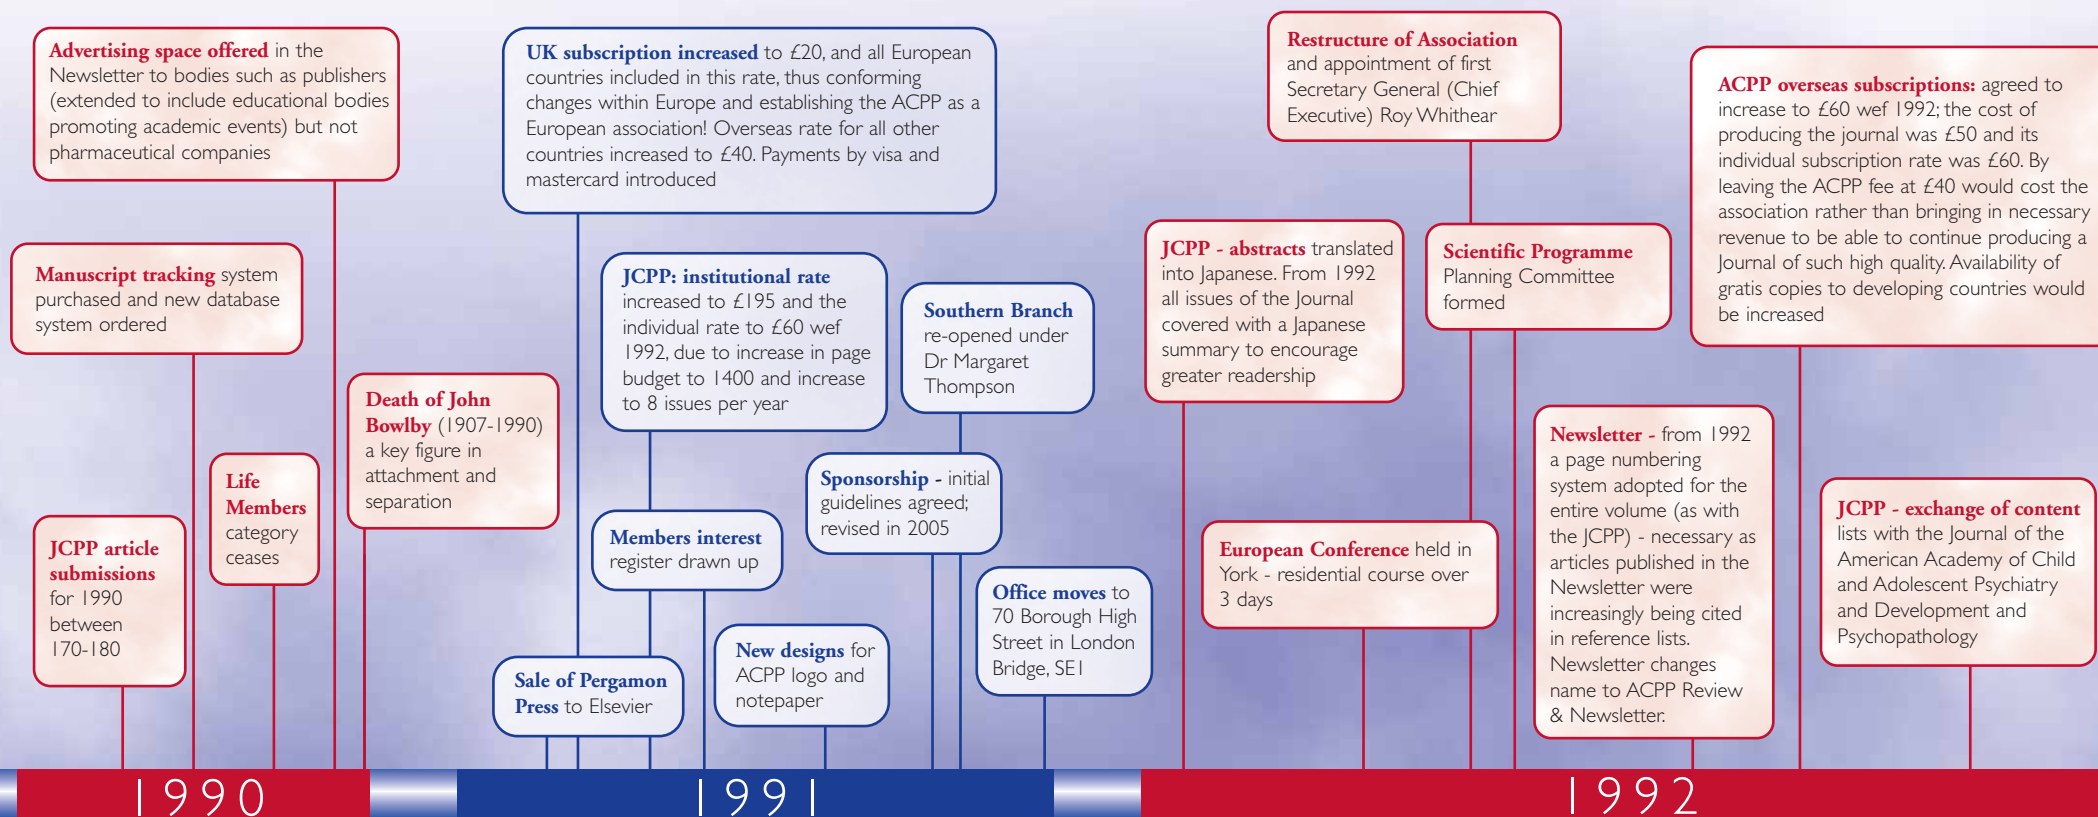 Advertising space offered in the
Newsletter to bodies such as publishers
(extended to include educational bodies
promoting academic events) but not
pharmaceutical companies
Manuscript tracking system
purchased and new database
system ordered
JCPP article
submissions
for 1990
between
170-180
Life
Members
category
ceases
Death of John
Bowlby (1907-1990)
a key figure in
attachment and
separation
1990
UK subscription increased to £20, and all European
countries included in this rate, thus conforming
changes within Europe and establishing the ACPP as a
European association! Overseas rate for all other
countries increased to £40. Payments by visa and
mastercard introduced
JCPP: institutional rate
increased to £195 and the
individual rate to £60 wef
1992, due to increase in page
budget to 1400 and increase
to 8 issues per year
Southern Branch
re-opened under
Dr Margaret
Thompson
Sponsorship - initial
guidelines agreed;
revised in 2005
Members interest
register drawn up
Office moves to
70 Borough High
Street in London
Bridge, SE1
New designs for
ACPP logo and
notepaper
Sale of Pergamon
Press to Elsevier
1991
Restructure of Association
and appointment of first
Secretary General (Chief
Executive) Roy Whithear
JCPP - abstracts translated
into Japanese. From 1992
all issues of the Journal
covered with a Japanese
summary to encourage
greater readership
Scientific Programme
Planning Committee
formed
European Conference held in
York - residential course over
3 days
ACPP overseas subscriptions: agreed to
increase to £60 wef 1992; the cost of
producing the journal was £50 and its
individual subscription rate was £60. By
leaving the ACPP fee at £40 would cost the
association rather than bringing in necessary
revenue to be able to continue producing a
Journal of such high quality. Availability of
gratis copies to developing countries would
be increased
Newsletter - from 1992
a page numbering
system adopted for the
entire volume (as with
the JCPP) - necessary as
articles published in the
Newsletter were
increasingly being cited
in reference lists.
Newsletter changes
name to ACPP Review
& Newsletter.
JCPP - exchange of content
lists with the Journal of the
American Academy of Child
and Adolescent Psychiatry
and Development and
Psychopathology
1992